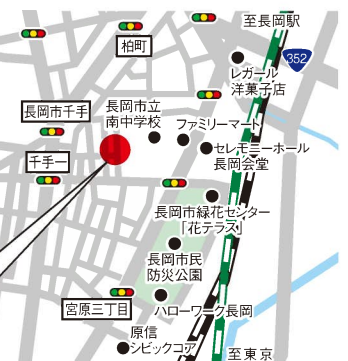 至長岡駅
柏町
352
レガール
洋菓子店
長岡市千手
長岡市立
南中学校
ファミリーマート
セレモニーホール
長岡会堂
千手一
長岡市緑花センター
「花テラス」
長岡市民
防災公園
宮原三丁目
ハローワーク長岡
原信
シビックコア
至東京